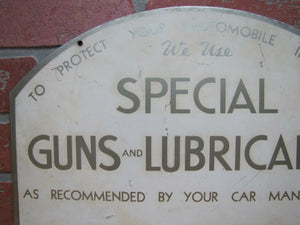 TO PROTECT YOUR AUTOMOBILE
We Use
SPECIAL
GUNS AND LUBRICA
AS RECOMMENDED BY YOUR CAR MAN